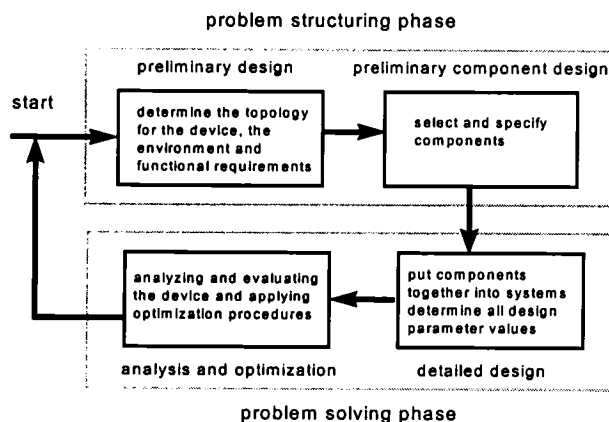 problem structuring phase
preliminary design
preliminary component design
start
determine the topology
for the device, the
environment and
functional requirements
select and specify
components
analyzing and evaluating
the device and applying
optimization procedures
put components
together into systems
determine all design
parameter values
analysis and optimization
detailed design
problem solving phase